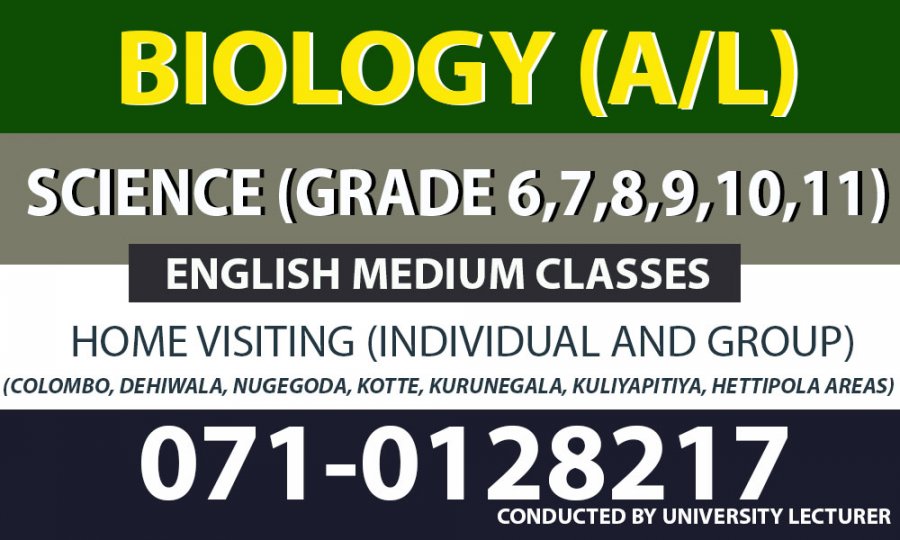 BIOLOGY (A/L)
SCIENCE (GRADE 6,7,8,9,10,11)
ENGLISH MEDIUM CLASSES
HOME VISITING (INDIVIDUAL AND GROUP)
(COLOMBO, DEHIWALA, NUGEGODA, KOTTE, KURUNEGALA, KULIYAPITIYA, HETTIPOLA AREAS)
071-0128217
CONDUCTED BY UNIVERSITY LECTURER